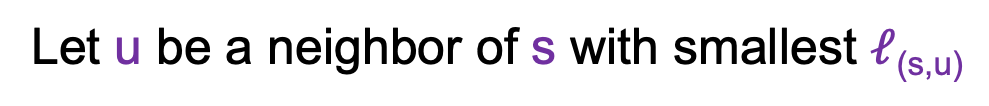 Let u be a neighbor of s with smallest ℓ(s,u)